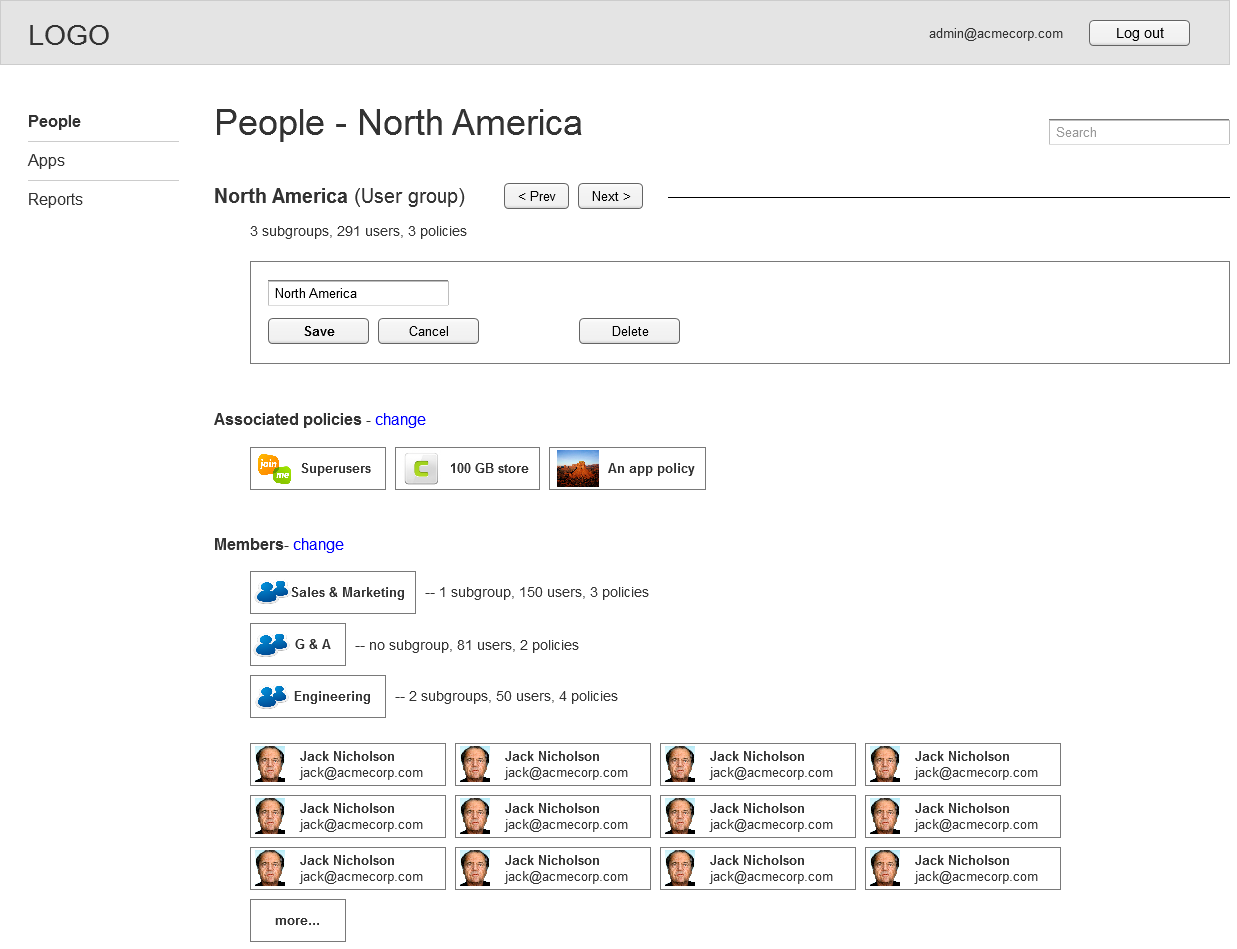 LOGO
admin@acmecorp.com
Log out
People
Apps
Reports
People - North America
Search
North America (User group)
< Prev
Next >
3 subgroups, 291 users, 3 policies
North America
Save
Cancel
Delete
Associated policies - change
join me
Superusers
C
100 GB store
An app policy
Members- change
Sales & Marketing -- 1 subgroup, 150 users, 3 policies
G & A -- no subgroup, 81 users, 2 policies
Engineering -- 2 subgroups, 50 users, 4 policies
Jack Nicholson Jack Nicholson Jack Nicholson Jack Nicholson
jack@acmecorp.com jack@acmecorp.com jack@acmecorp.com jack@acmecorp.com
Jack Nicholson Jack Nicholson Jack Nicholson Jack Nicholson
jack@acmecorp.com jack@acmecorp.com jack@acmecorp.com jack@acmecorp.com
Jack Nicholson Jack Nicholson Jack Nicholson Jack Nicholson
jack@acmecorp.com jack@acmecorp.com jack@acmecorp.com jack@acmecorp.com
more...